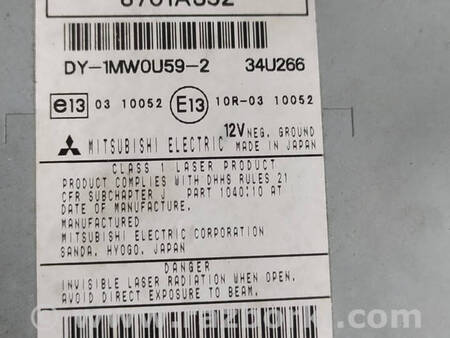 DY-1MW0U59-2 34U266
e13 03 10052 E13 10R-03 10052
12V NEG. GROUND
MITSUBISHI ELECTRIC MADE IN JAPAN
CLASS 1 LASER PRODUCT
PRODUCT COMPLIES WITH DHHS RULES 21
CFR SUBCHAPTER J PART 1040:10 AT
DATE OF MANUFACTURE.
MANUFACTURED
MITSUBISHI ELECTRIC CORPORATION
SANDA, HYOGO, JAPAN
DANGER
INVISIBLE LASER RADIATION WHEN OPEN.
AVOID DIRECT EXPOSURE TO BEAM.